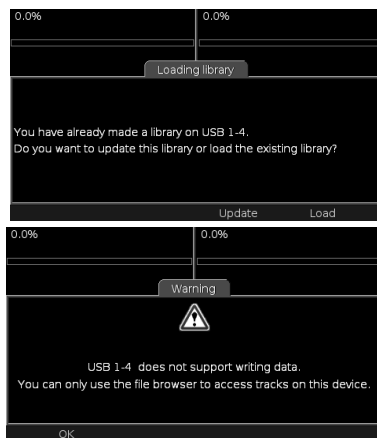 0.0% 0.0%
Loading library
You have already made a library on USB 1-4.
Do you want to update this library or load the existing library?
Update Load
0.0% 0.0%
Warning
USB 1-4 does not support writing data.
You can only use the file browser to access tracks on this device.
OK